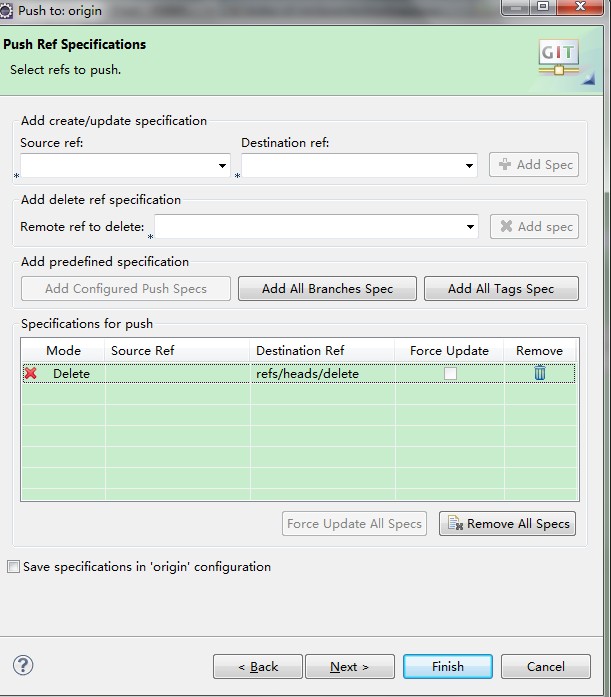 Push to: origin
Push Ref Specifications
Select refs to push.
GIT
Add create/update specification
Source ref: Destination ref:
* * Add Spec
Add delete ref specification
Remote ref to delete: * Add spec
Add predefined specification
Add Configured Push Specs Add All Branches Spec Add All Tags Spec
Specifications for push
Mode Source Ref Destination Ref Force Update Remove
Delete refs/heads/delete
Force Update All Specs Remove All Specs
Save specifications in 'origin' configuration
? < Back Next > Finish Cancel